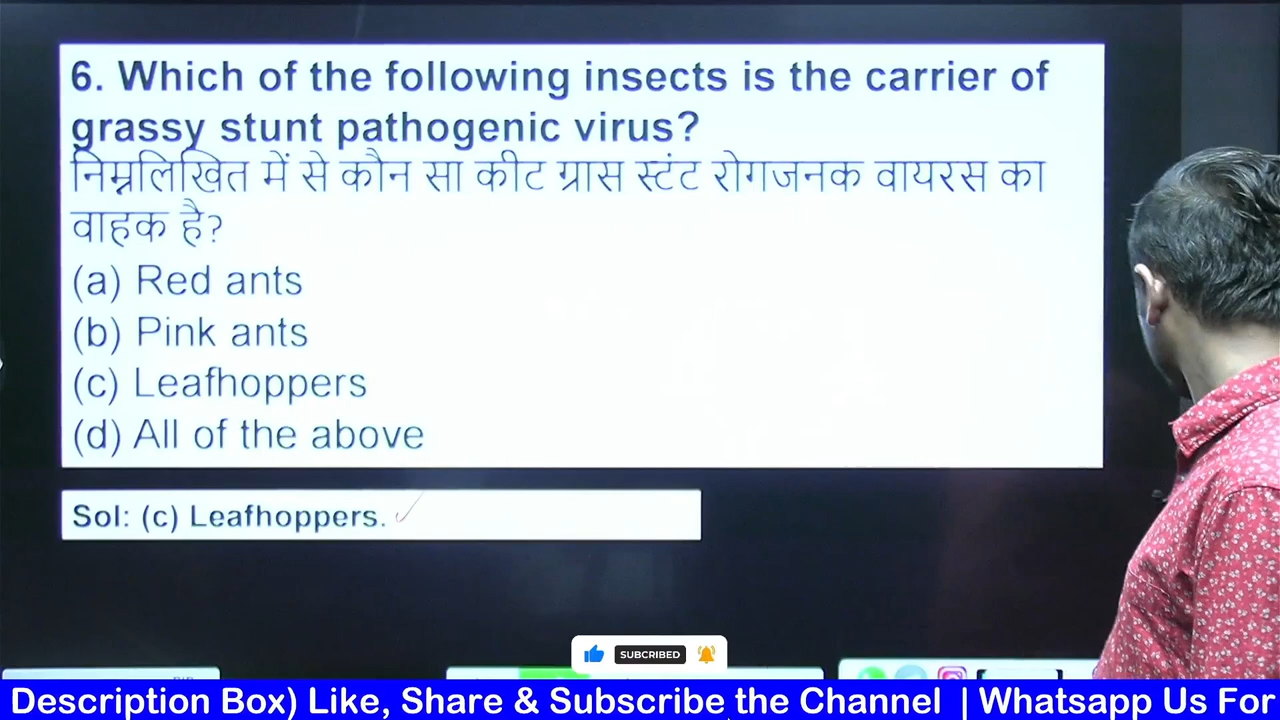 6. Which of the following insects is the carrier of
grassy stunt pathogenic virus?
निम्नलिखित में से कौन सा कीट ग्रास स्टंट रोगजनक वायरस का
वाहक है?
(a) Red ants
(b) Pink ants
(c) Leafhoppers
(d) All of the above
Sol: (c) Leafhoppers.
SUBCRIBED
Description Box) Like, Share & Subscribe the Channel | Whatsapp Us For